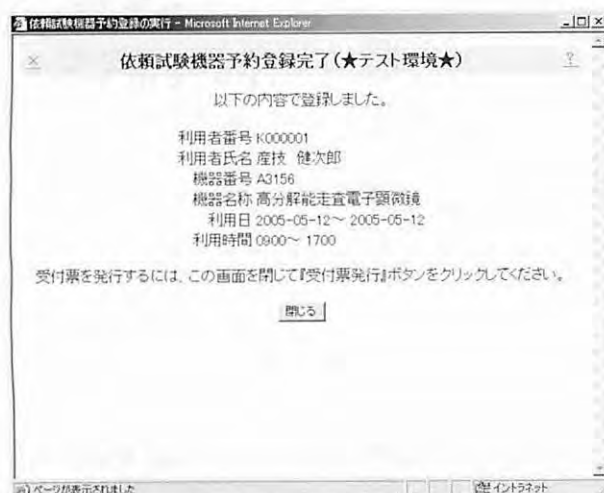 依頼試験機器予約登録の実行 - Microsoft Internet Explorer
×
依頼試験機器予約登録完了(★テスト環境★)
?
以下の内容で登録しました。
利用者番号 K000001
利用者氏名 産技 健次郎
機器番号 A3156
機器名称 高分解能走査電子顕微鏡
利用日 2005-05-12～ 2005-05-12
利用時間 0900～ 1700
受付票を発行するには、この画面を閉じて『受付票発行』ボタンをクリックしてください。
閉じる
ページが表示されました
イントラネット